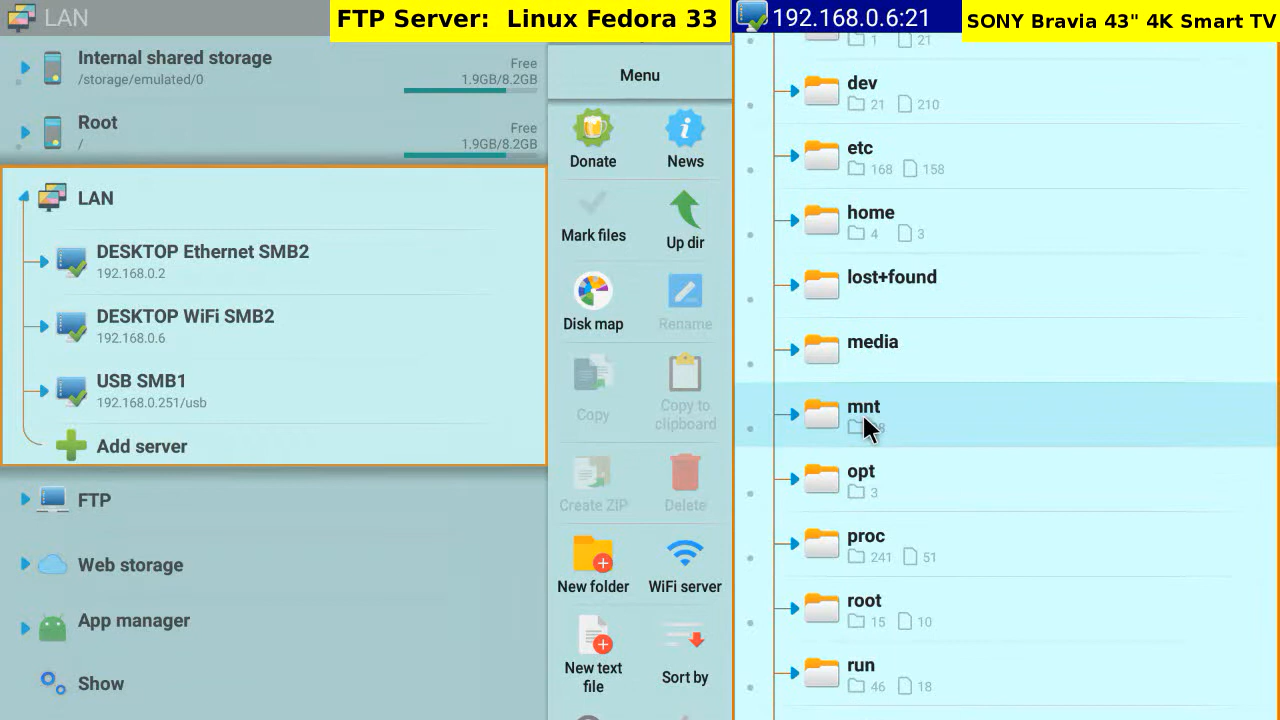 LAN
FTP Server: Linux Fedora 33
192.168.0.6:21
SONY Bravia 43" 4K Smart TV
Internal shared storage
/storage/emulated/0
Free
1.9GB/8.2GB
Root
/
Free
1.9GB/8.2GB
LAN
DESKTOP Ethernet SMB2
192.168.0.2
DESKTOP WiFi SMB2
192.168.0.6
USB SMB1
192.168.0.251/usb
Add server
FTP
Web storage
App manager
Show
Menu
Donate
News
Mark files
Up dir
Disk map
Rename
Copy
Copy to
clipboard
Create ZIP
Delete
New folder
WiFi server
New text
file
Sort by
1 21
dev
21 210
etc
168 158
home
4 3
lost+found
media
mnt
opt
3
proc
241 51
root
15 10
run
46 18